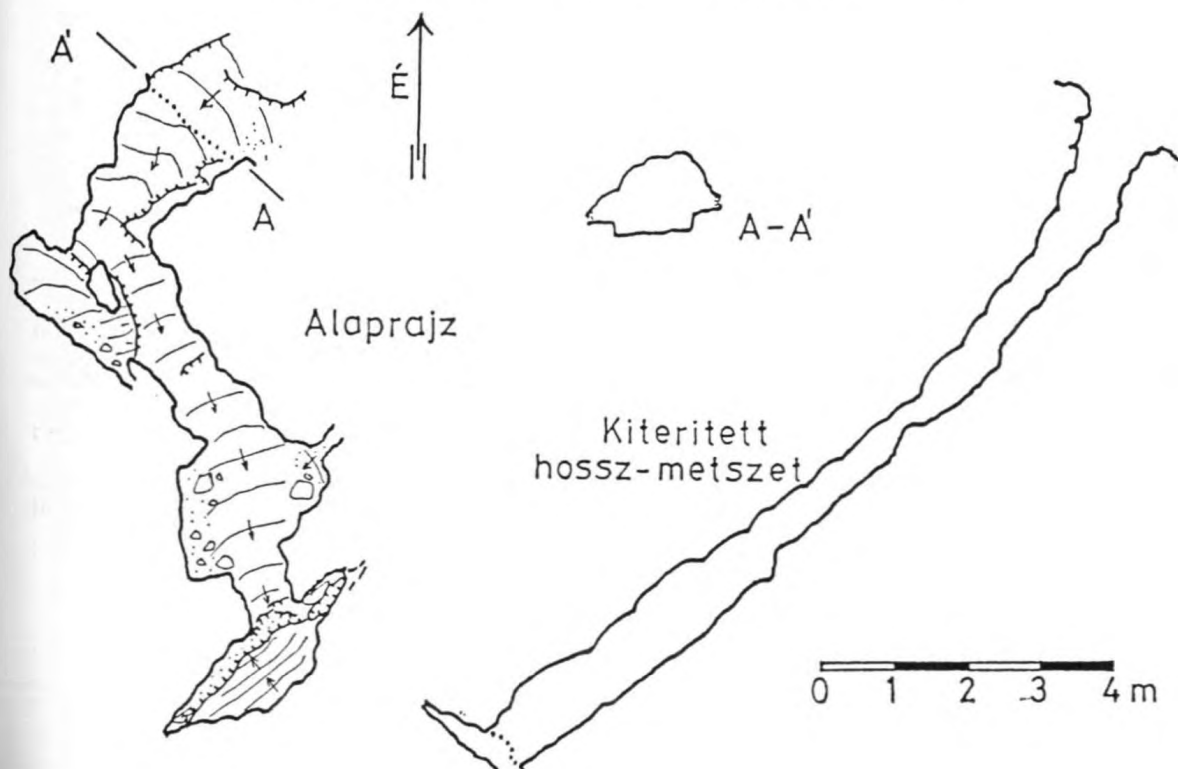 A'
É
A
A-A'
Alaprajz
Kiteritett
hossz-metszet
0 1 2 3 4 m